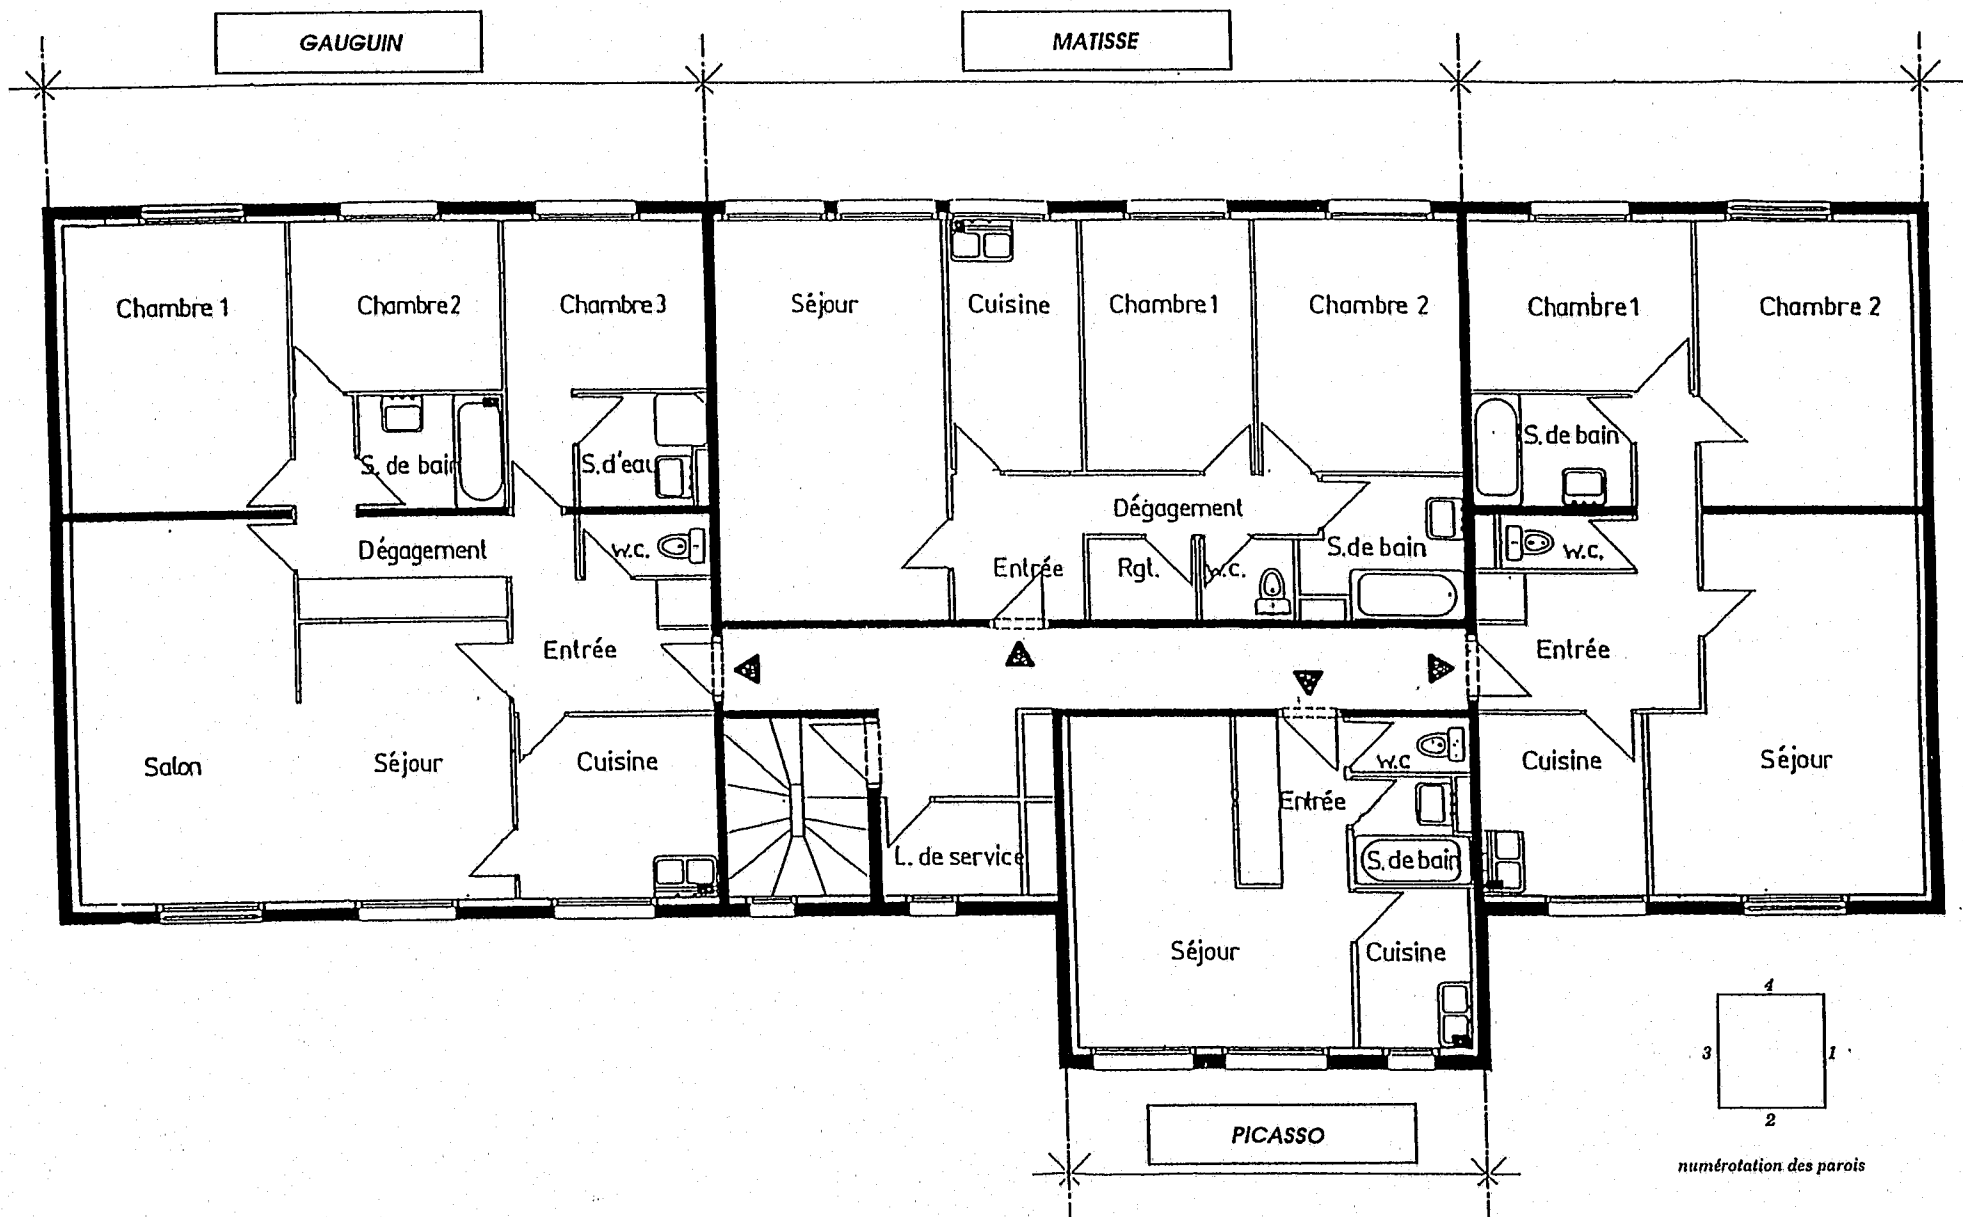 GAUGUIN
MATISSE
Chambre 1
Chambre2
Chambre3
Séjour
Cuisine
Chambre1
Chambre 2
Chambre1
Chambre 2
S. de bain
S.d'eau
S. de bain
Dégagement
w.c.
Dégagement
Entrée
Rgt.
w.c.
S.de bain
w.c.
Entrée
Entrée
Salon
Séjour
Cuisine
L. de service
Entrée
w.c
S. de bain
Cuisine
Séjour
Séjour
Cuisine
PICASSO
4
3
1
2
numérotation des parois